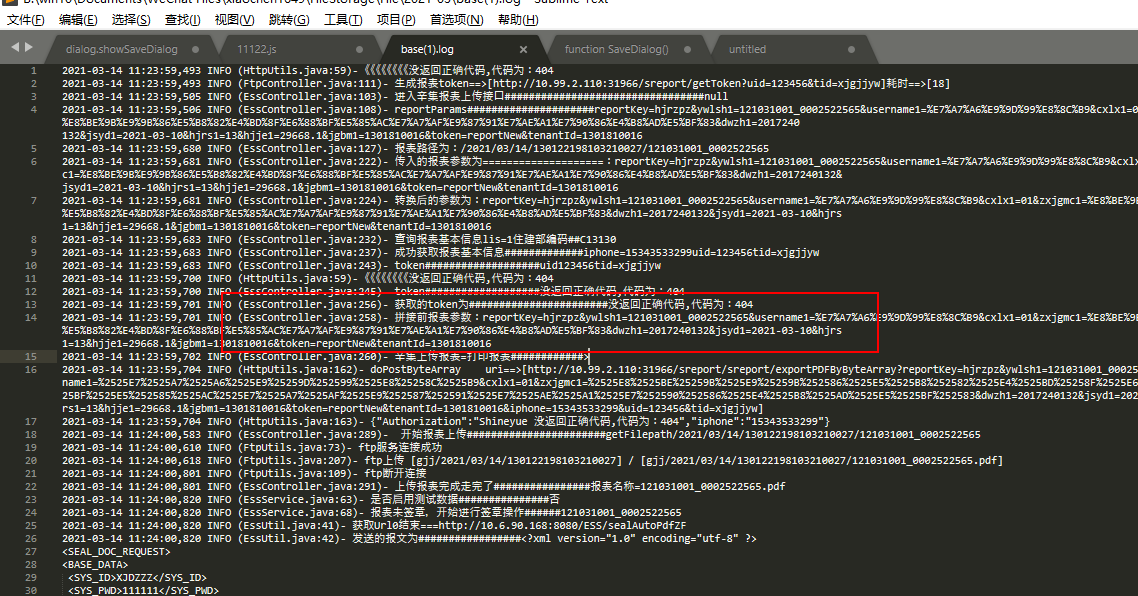 文件(F) 编辑(E) 选择(S) 查找(I) 视图(V) 跳转(G) 工具(T) 项目(P) 首选项(N) 帮助(H)
dialog.showSaveDialog 11122.js base(1).log function SaveDialog() untitled
1 2021-03-14 11:23:59,493 INFO (HttpUtils.java:59)- 《《《《《《《《没返回正确代码,代码为：404
2 2021-03-14 11:23:59,493 INFO (FtpController.java:111)- 生成报表token==>[http://10.99.2.110:31966/sreport/getToken?uid=123456&tid=xjgjjyw]耗时==>[18]
3 2021-03-14 11:23:59,505 INFO (EssController.java:103)- 进入辛集报表上传接口#################################null
4 2021-03-14 11:23:59,506 INFO (EssController.java:108)- reportParams#####################reportKey=hjrzpz&ywlsh1=121031001_0002522565&username1=%E7%A7%A6%E9%9D%99%E8%8C%B9&cxlx1=0
%E8%BE%9B%E9%9B%86%E5%B8%82%E4%BD%8F%E6%88%BF%E5%85%AC%E7%A7%AF%E9%87%91%E7%AE%A1%E7%90%86%E4%B8%AD%E5%BF%83&dwzh1=2017240
132&jsyd1=2021-03-10&hjrs1=13&hjje1=29668.1&jgbm1=1301810016&token=reportNew&tenantId=1301810016
5 2021-03-14 11:23:59,680 INFO (EssController.java:127)- 报表路径为：/2021/03/14/130122198103210027/121031001_0002522565
6 2021-03-14 11:23:59,681 INFO (EssController.java:222)- 传入的报表参数为====================：reportKey=hjrzpz&ywlsh1=121031001_0002522565&username1=%E7%A7%A6%E9%9D%99%E8%8C%B9&cxlx
c1=%E8%BE%9B%E9%9B%86%E5%B8%82%E4%BD%8F%E6%88%BF%E5%85%AC%E7%A7%AF%E9%87%91%E7%AE%A1%E7%90%86%E4%B8%AD%E5%BF%83&dwzh1=2017240132&
jsyd1=2021-03-10&hjrs1=13&hjje1=29668.1&jgbm1=1301810016&token=reportNew&tenantId=1301810016
7 2021-03-14 11:23:59,681 INFO (EssController.java:224)- 转换后的参数为：reportKey=hjrzpz&ywlsh1=121031001_0002522565&username1=%E7%A7%A6%E9%9D%99%E8%8C%B9&cxlx1=01&zxjgmc1=%E8%BE%9
%E5%B8%82%E4%BD%8F%E6%88%BF%E5%85%AC%E7%A7%AF%E9%87%91%E7%AE%A1%E7%90%86%E4%B8%AD%E5%BF%83&dwzh1=2017240132&jsyd1=2021-03-10&hjrs
1=13&hjje1=29668.1&jgbm1=1301810016&token=reportNew&tenantId=1301810016
8 2021-03-14 11:23:59,683 INFO (EssController.java:232)- 查询报表基本信息lis=1住建部编码##C13130
9 2021-03-14 11:23:59,683 INFO (EssController.java:237)- 成功获取报表基本信息#############iphone=15343533299uid=123456tid=xjgjjyw
10 2021-03-14 11:23:59,683 INFO (EssController.java:243)- token###################uid123456tid=xjgjjyw
11 2021-03-14 11:23:59,700 INFO (HttpUtils.java:59)- 《《《《《《《《没返回正确代码,代码为：404
12 2021-03-14 11:23:59,700 INFO (EssController.java:245)- token###################没返回正确代码,代码为：404
13 2021-03-14 11:23:59,701 INFO (EssController.java:256)- 获取的token为#######################没返回正确代码,代码为：404
14 2021-03-14 11:23:59,701 INFO (EssController.java:258)- 拼接前报表参数：reportKey=hjrzpz&ywlsh1=121031001_0002522565&username1=%E7%A7%A6%E9%9D%99%E8%8C%B9&cxlx1=01&zxjgmc1=%E8%BE%9B
%E5%B8%82%E4%BD%8F%E6%88%BF%E5%85%AC%E7%A7%AF%E9%87%91%E7%AE%A1%E7%90%86%E4%B8%AD%E5%BF%83&dwzh1=2017240132&jsyd1=2021-03-10&hjrs
1=13&hjje1=29668.1&jgbm1=1301810016&token=reportNew&tenantId=1301810016
15 2021-03-14 11:23:59,702 INFO (EssController.java:260)- 辛集上传报表=打印报表############>
16 2021-03-14 11:23:59,704 INFO (HttpUtils.java:162)- doPostByteArray uri==>[http://10.99.2.110:31966/sreport/sreport/exportPDFByByteArray?reportKey=hjrzpz&ywlsh1=121031001_
name1=%2525E7%2525A7%2525A6%2525E9%25259D%252599%2525E8%25258C%2525B9&cxlx1=01&zxjgmc1=%2525E8%2525BE%25259B%2525E9%25259B%252586%2525E5%2525B8%252582%2525E4%2525BD%25258F%2525E6
%2525BF%2525E5%252585%2525AC%2525E7%2525A7%2525AF%2525E9%252587%252591%2525E7%2525AE%2525A1%2525E7%252590%252586%2525E4%2525B8%2525AD%2525E5%2525BF%252583&dwzh1=2017240132&jsyd1=202
rs1=13&hjje1=29668.1&jgbm1=1301810016&token=reportNew&tenantId=1301810016&iphone=15343533299&uid=123456&tid=xjgjjyw]
17 2021-03-14 11:23:59,704 INFO (HttpUtils.java:163)- {"Authorization":"Shineyue 没返回正确代码,代码为：404","iphone":"15343533299"}
18 2021-03-14 11:24:00,583 INFO (EssController.java:289)- 开始报表上传#######################getFilepath/2021/03/14/130122198103210027/121031001_0002522565
19 2021-03-14 11:24:00,610 INFO (FtpUtils.java:73)- ftp服务连接成功
20 2021-03-14 11:24:00,618 INFO (FtpUtils.java:207)- ftp上传 [gjj/2021/03/14/130122198103210027] / [gjj/2021/03/14/130122198103210027/121031001_0002522565.pdf]
21 2021-03-14 11:24:00,801 INFO (FtpUtils.java:109)- ftp断开连接
22 2021-03-14 11:24:00,801 INFO (EssController.java:291)- 上传报表完成走完了################报表名称=121031001_0002522565.pdf
23 2021-03-14 11:24:00,820 INFO (EssService.java:63)- 是否启用测试数据###############否
24 2021-03-14 11:24:00,820 INFO (EssService.java:68)- 报表未签章，开始进行签章操作######121031001_0002522565
25 2021-03-14 11:24:00,820 INFO (EssUtil.java:41)- 获取Url0结束===http://10.6.90.168:8080/ESS/sealAutoPdfZF
26 2021-03-14 11:24:00,820 INFO (EssUtil.java:42)- 发送的报文为#################<?xml version="1.0" encoding="utf-8" ?>
27 <SEAL_DOC_REQUEST>
28 <BASE_DATA>
29 <SYS_ID>XJDZZZ</SYS_ID>
30 <SYS_PWD>111111</SYS_PWD>